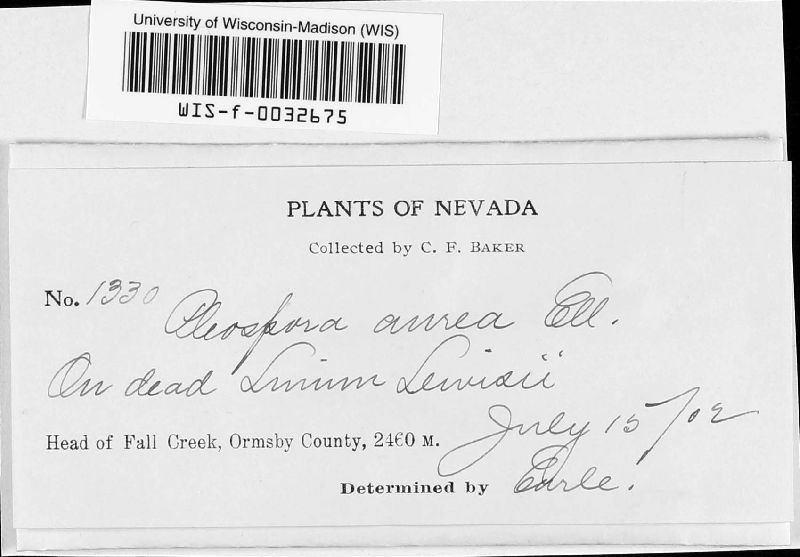 University of Wisconsin-Madison (WIS)
WIS-f-0032675
PLANTS OF NEVADA
Collected by C. F. BAKER
No. 1330
Pleospora aurea Ell.
On dead Linum Lewisii
July 15/02
Head of Fall Creek, Ormsby County, 2460 M.
Determined by Earle.